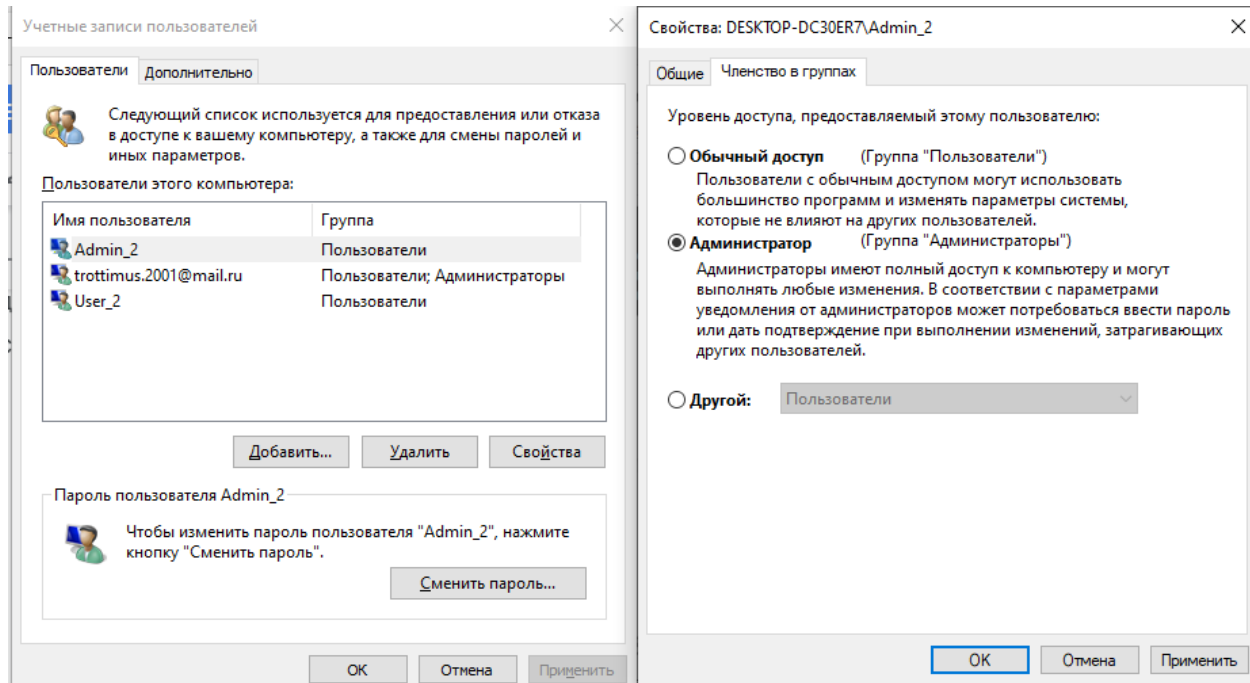 Учетные записи пользователей
Пользователи
Дополнительно
Следующий список используется для предоставления или отказа
в доступе к вашему компьютеру, а также для смены паролей и
иных параметров.
Пользователи этого компьютера:
Имя пользователя Группа
Admin_2 Пользователи
trottimus.2001@mail.ru Пользователи; Администраторы
User_2 Пользователи
Добавить... Удалить Свойства
Пароль пользователя Admin_2
Чтобы изменить пароль пользователя "Admin_2", нажмите
кнопку "Сменить пароль".
Сменить пароль...
ОК Отмена Применить
Свойства: DESKTOP-DC30ER7\Admin_2
Общие Членство в группах
Уровень доступа, предоставляемый этому пользователю:
Обычный доступ (Группа "Пользователи")
Пользователи с обычным доступом могут использовать
большинство программ и изменять параметры системы,
которые не влияют на других пользователей.
Администратор (Группа "Администраторы")
Администраторы имеют полный доступ к компьютеру и могут
выполнять любые изменения. В соответствии с параметрами
уведомления от администраторов может потребоваться ввести пароль
или дать подтверждение при выполнении изменений, затрагивающих
других пользователей.
Другой: Пользователи
ОК Отмена Применить